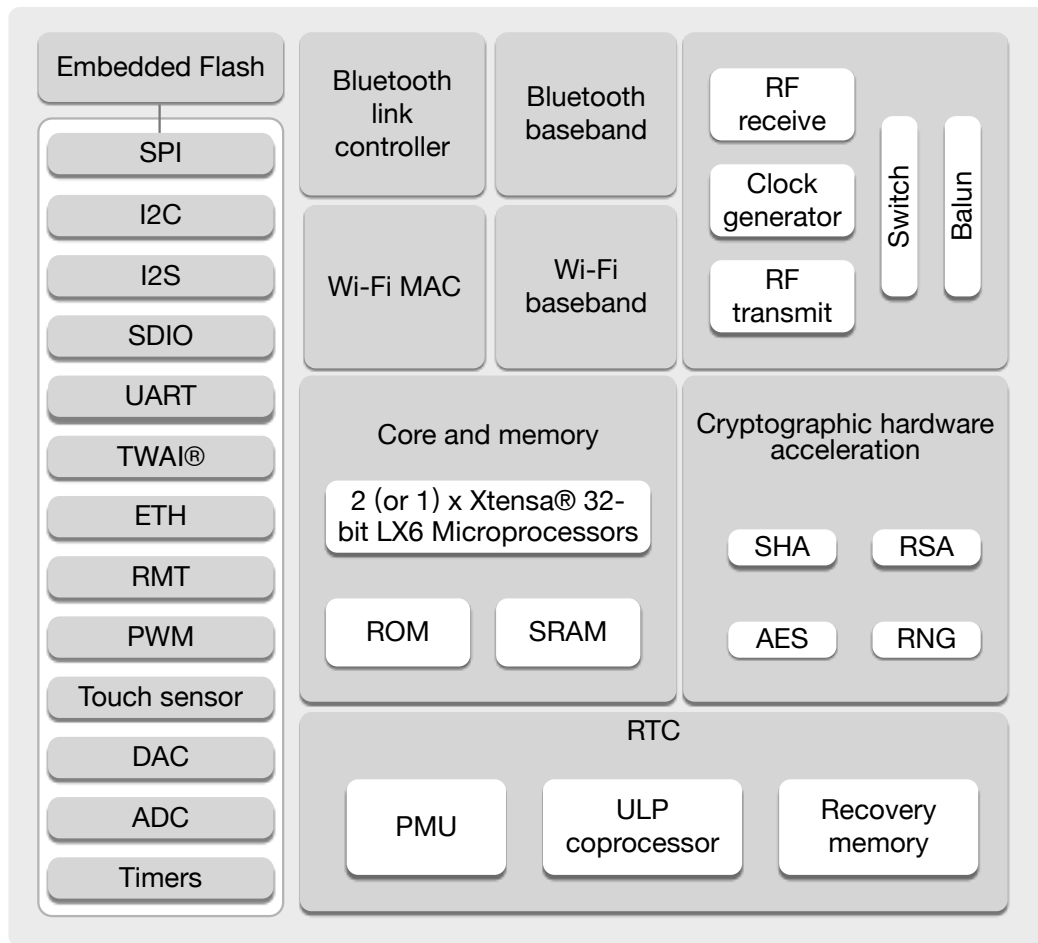 Embedded Flash
SPI
I2C
I2S
SDIO
UART
TWAI®
ETH
RMT
PWM
Touch sensor
DAC
ADC
Timers
Bluetooth
link
controller
Bluetooth
baseband
Wi-Fi MAC
Wi-Fi
baseband
RF
receive
Clock
generator
RF
transmit
Switch
Balun
Core and memory
2 (or 1) x Xtensa® 32-
bit LX6 Microprocessors
ROM
SRAM
Cryptographic hardware
acceleration
SHA
RSA
AES
RNG
RTC
PMU
ULP
coprocessor
Recovery
memory